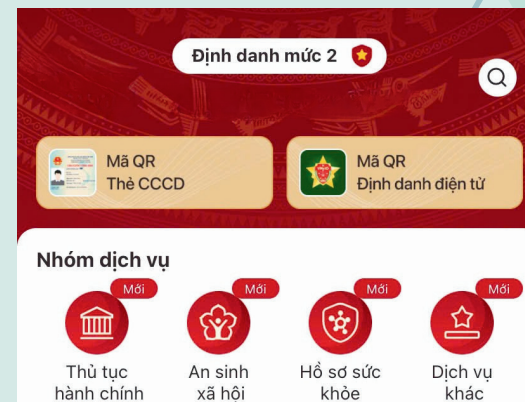 Định danh mức 2
Mã QR
Thẻ CCCD
Mã QR
Định danh điện tử
Nhóm dịch vụ
Mới
Mới
Mới
Mới
Thủ tục
hành chính
An sinh
xã hội
Hồ sơ sức
khỏe
Dịch vụ
khác